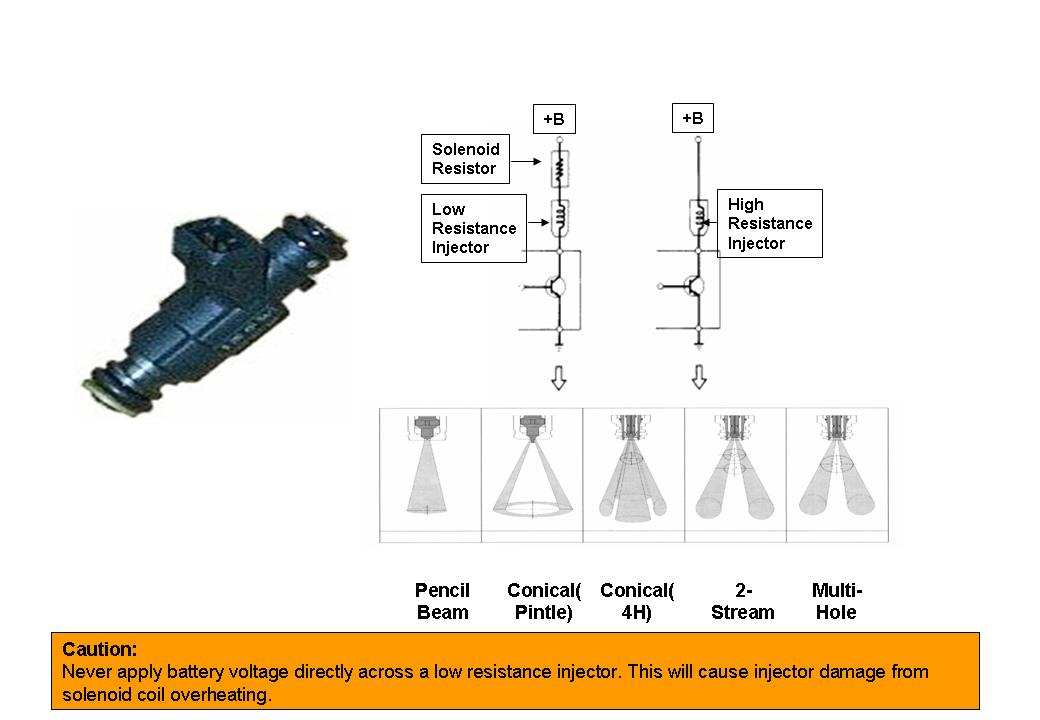 +B
+B
Solenoid
Resistor
Low
Resistance
Injector
High
Resistance
Injector
Pencil
Beam
Conical(
Pintle)
Conical(
4H)
2-
Stream
Multi-
Hole
Caution:
Never apply battery voltage directly across a low resistance injector. This will cause injector damage from
solenoid coil overheating.